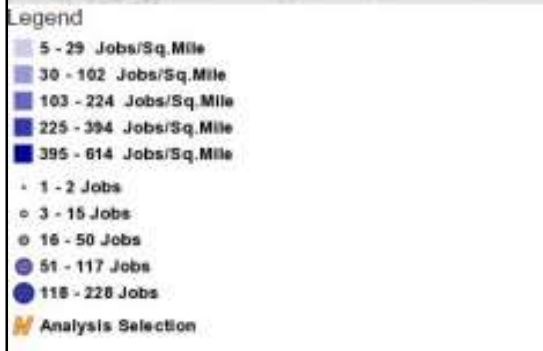 Legend
5 - 29 Jobs/Sq.Mile
30 - 102 Jobs/Sq.Mile
103 - 224 Jobs/Sq.Mile
225 - 394 Jobs/Sq.Mile
395 - 614 Jobs/Sq.Mile
1 - 2 Jobs
3 - 15 Jobs
16 - 50 Jobs
51 - 117 Jobs
118 - 228 Jobs
Analysis Selection